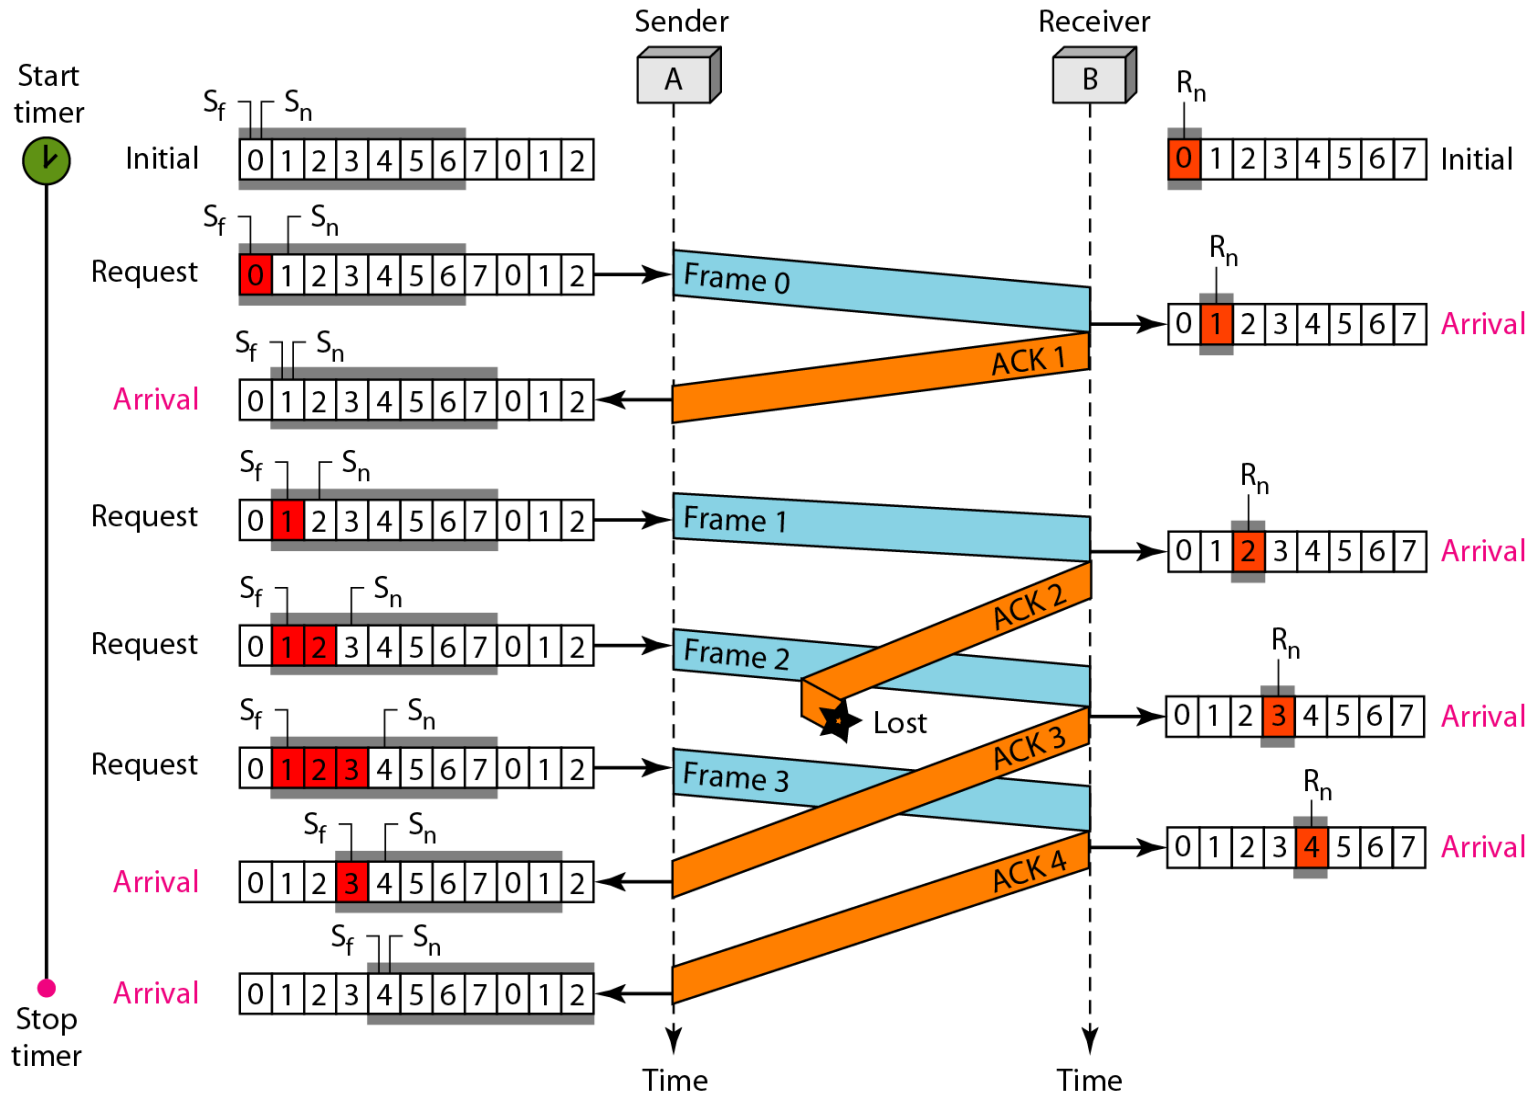 Sender Receiver
A B
Start
timer
Sf Sn
Rn
Initial 0 1 2 3 4 5 6 7 0 1 2
0 1 2 3 4 5 6 7 Initial
Sf Sn
Request 0 1 2 3 4 5 6 7 0 1 2
Frame 0
Rn
0 1 2 3 4 5 6 7 Arrival
Sf Sn
ACK 1
Arrival 0 1 2 3 4 5 6 7 0 1 2
Sf Sn
Request 0 1 2 3 4 5 6 7 0 1 2
Frame 1
Rn
0 1 2 3 4 5 6 7 Arrival
ACK 2
Sf Sn
Request 0 1 2 3 4 5 6 7 0 1 2
Frame 2
Lost
Rn
0 1 2 3 4 5 6 7 Arrival
ACK 3
Sf Sn
Request 0 1 2 3 4 5 6 7 0 1 2
Frame 3
Rn
0 1 2 3 4 5 6 7 Arrival
Sf Sn
Arrival 0 1 2 3 4 5 6 7 0 1 2
ACK 4
Sf Sn
Arrival 0 1 2 3 4 5 6 7 0 1 2
Stop
timer
Time Time